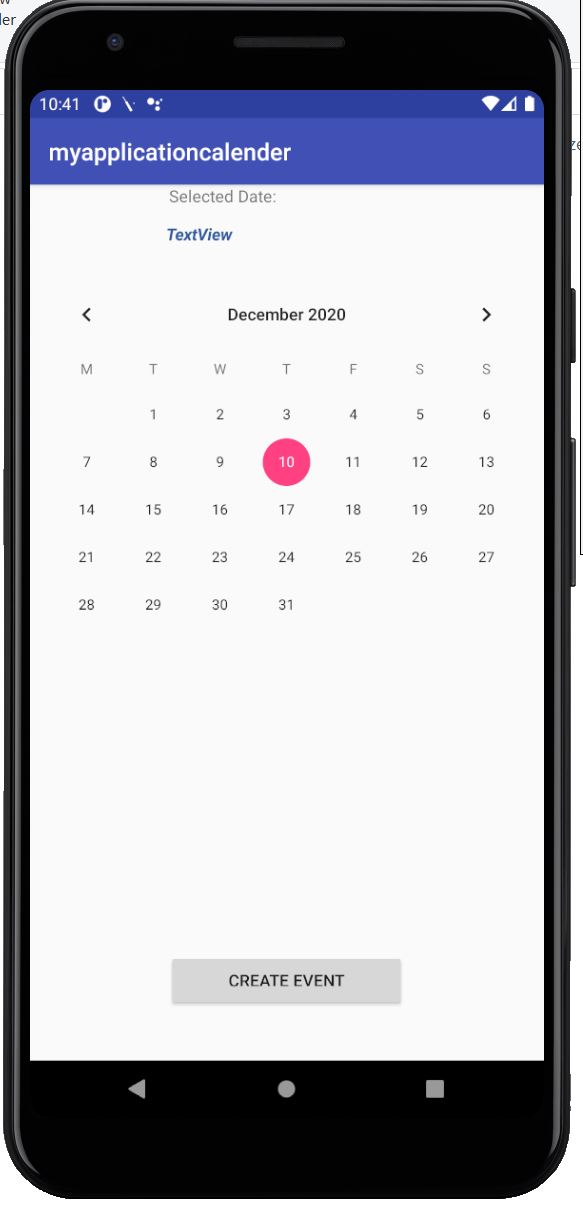 ler
10:41
myapplicationcalender
Selected Date:
TextView
December 2020
M T W T F S S
1 2 3 4 5 6
7 8 9 10 11 12 13
14 15 16 17 18 19 20
21 22 23 24 25 26 27
28 29 30 31
CREATE EVENT